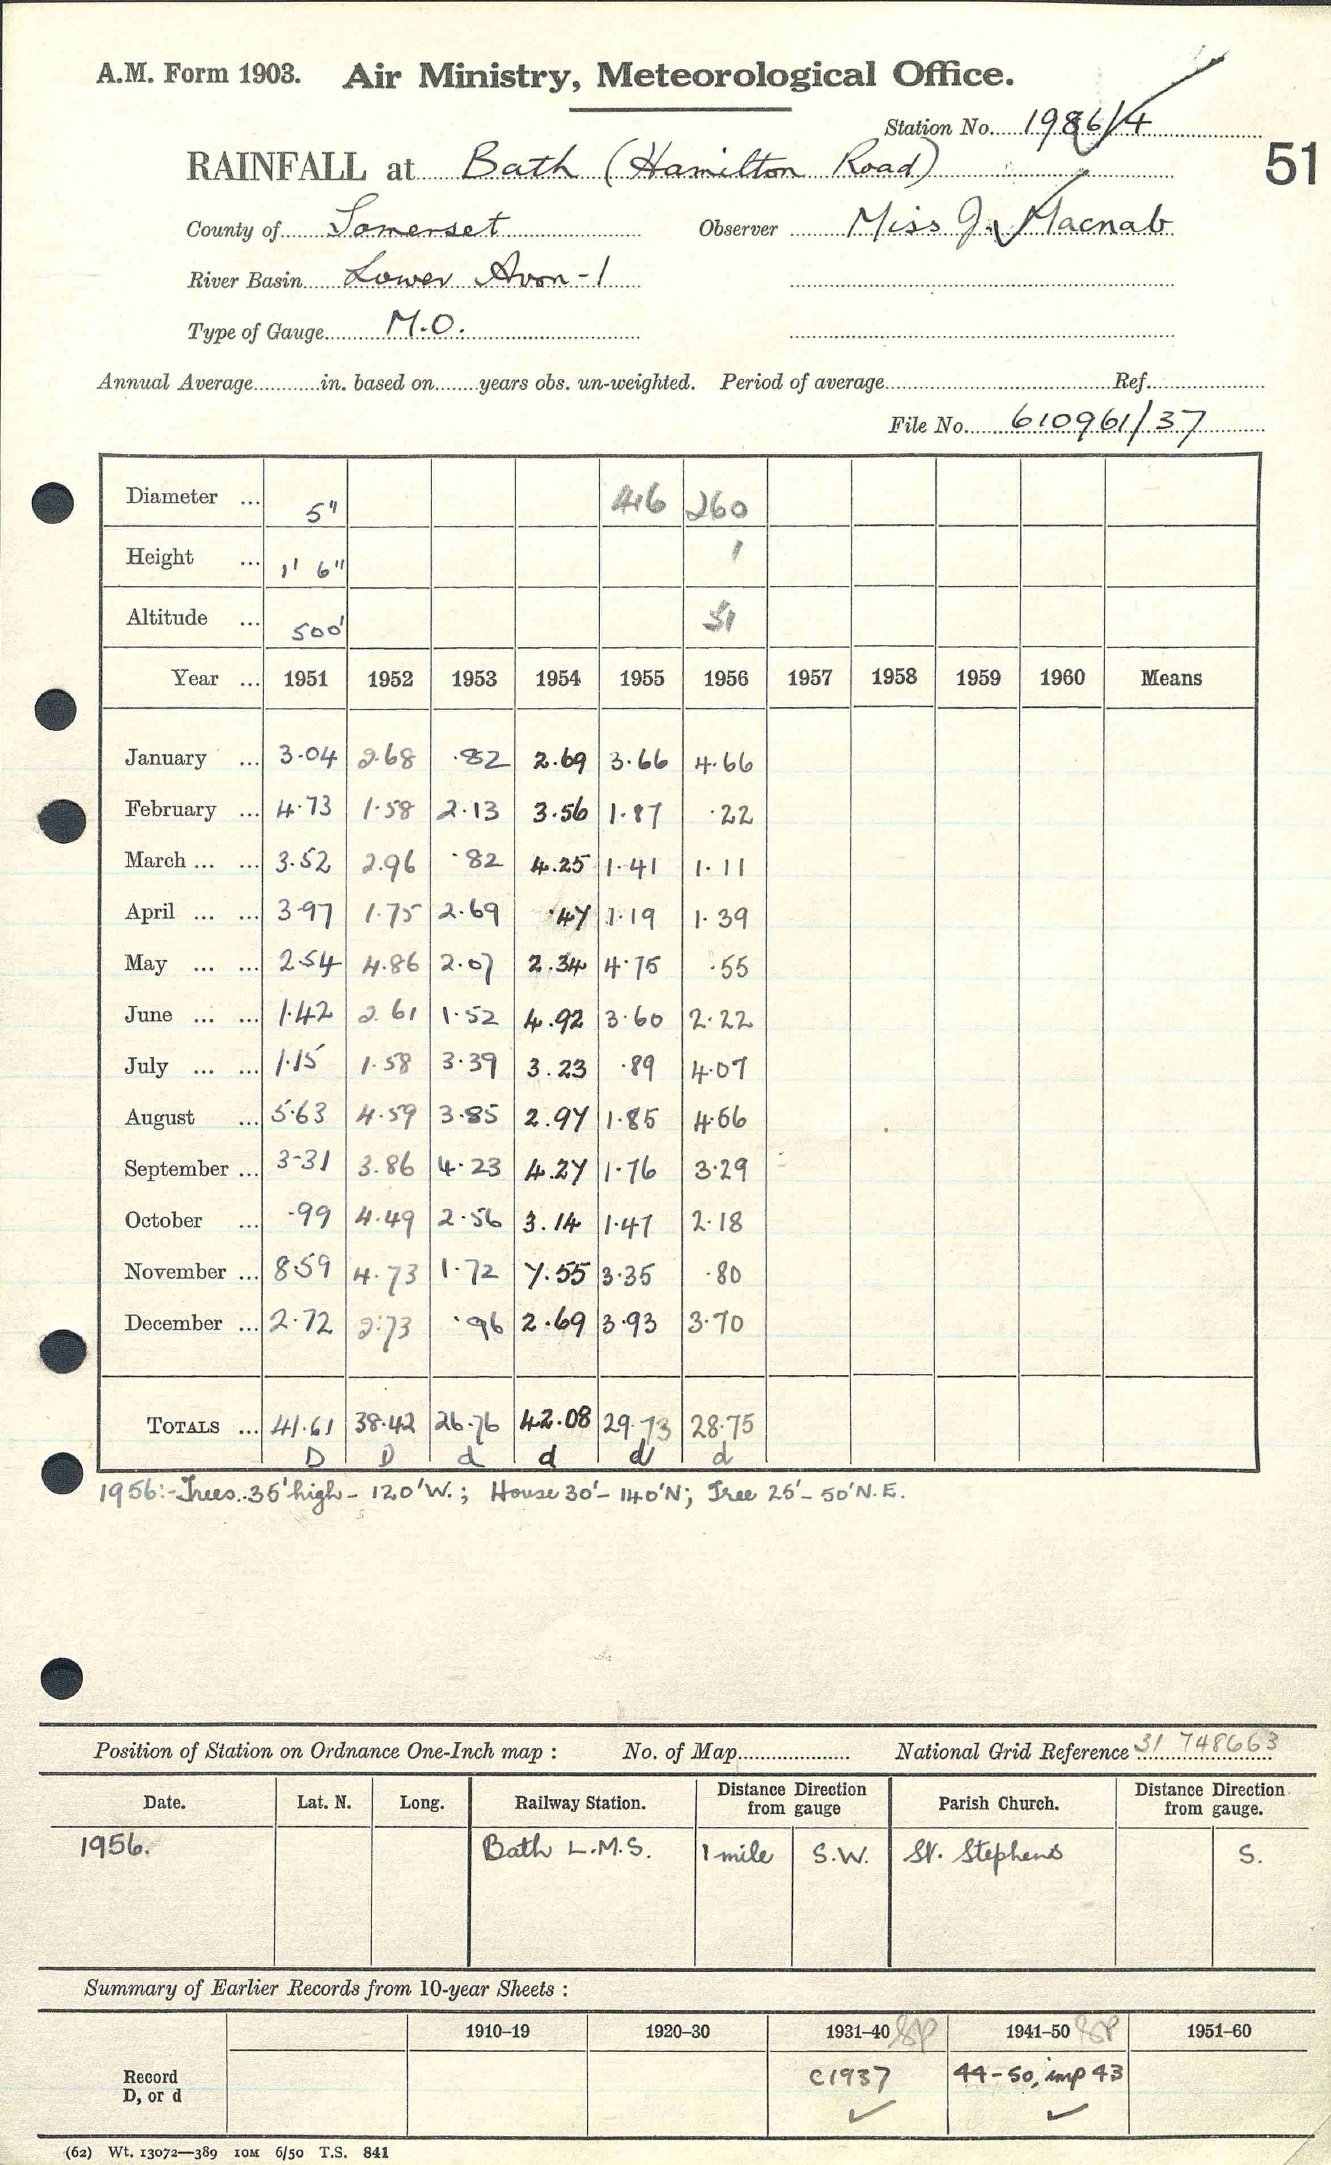 A.M. Form 1903. Air Ministry, Meteorological Office.
Station No. 1986/4
RAINFALL at Bath (Hamilton Road)
51
County of Somerset Observer Miss J. Macnab
River Basin Lower Avon-1
Type of Gauge M.O.
Annual Average in. based on years obs. un-weighted. Period of average Ref.
File No. 610961/37
Diameter ... 5" 416 260
Height ... 1' 6" 1
Altitude ... 500' 51
Year ... 1951 1952 1953 1954 1955 1956 1957 1958 1959 1960 Means
January ... 3.04 2.68 .82 2.69 3.66 4.66
February ... 4.73 1.58 2.13 3.56 1.87 .22
March ... ... 3.52 2.96 .82 4.25 1.41 1.11
April ... ... 3.97 1.75 2.69 .47 1.19 1.39
May ... ... 2.54 4.86 2.07 2.34 4.75 .55
June ... ... 1.42 2.61 1.52 4.92 3.60 2.22
July ... ... 1.15 1.58 3.39 3.23 .89 4.07
August ... 5.63 4.59 3.85 2.97 1.85 4.56
September ... 3.31 3.86 4.23 4.27 1.76 3.29
October ... .99 4.49 2.56 3.14 1.47 2.18
November ... 8.59 4.73 1.72 7.55 3.35 .80
December ... 2.72 2.73 .96 2.69 3.93 3.70
TOTALS ... 41.61 38.42 26.76 42.08 29.73 28.75
D D d d d d
1956:- Trees. 35' high - 120'W.; House 30' - 140'N; Tree 25' - 50'N.E.
Position of Station on Ordnance One-Inch map : No. of Map National Grid Reference 31 748663
Date. Lat. N. Long. Railway Station. Distance Direction from gauge Parish Church. Distance Direction from gauge.
1956. Bath L.M.S. 1 mile S.W. St. Stephens S.
Summary of Earlier Records from 10-year Sheets :
1910–19 1920–30 1931–40 1941–50 1951–60
Record D, or d C1937 44-50, imp 43
(62) Wt. 13072—389 10M 6/50 T.S. 841